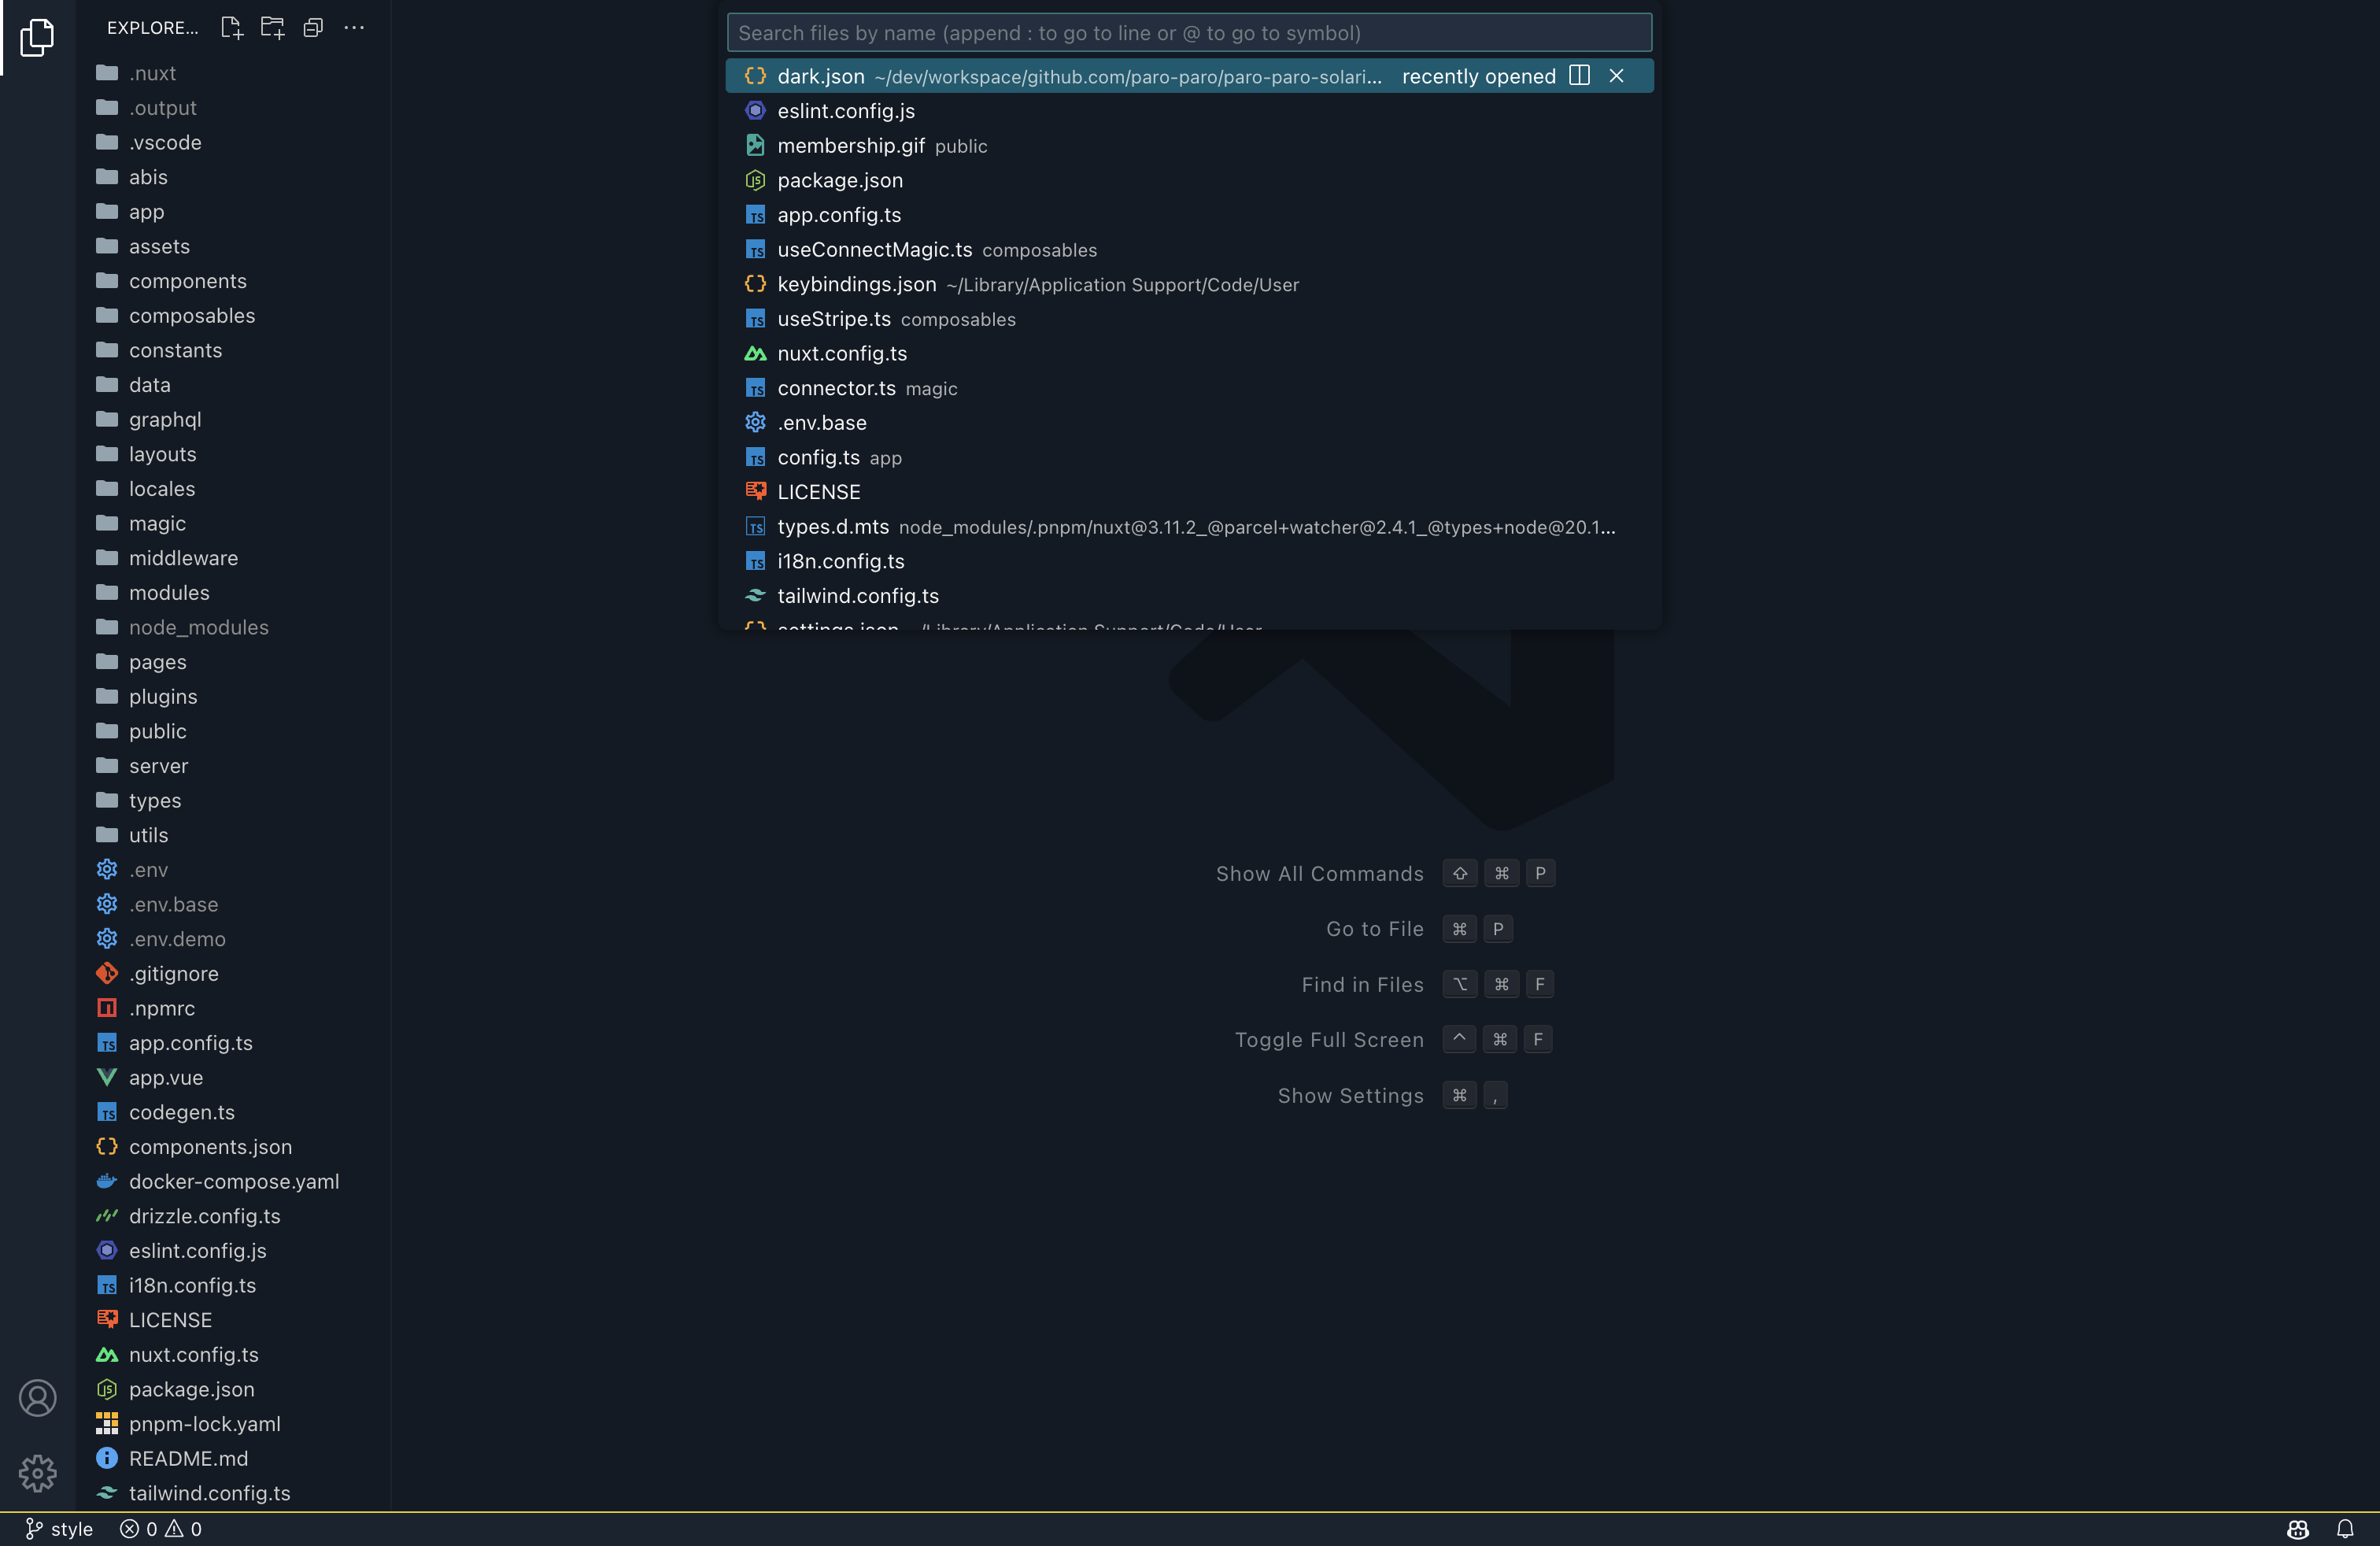 EXPLORE...
.nuxt
.output
.vscode
abis
app
assets
components
composables
constants
data
graphql
layouts
locales
magic
middleware
modules
node_modules
pages
plugins
public
server
types
utils
.env
.env.base
.env.demo
.gitignore
.npmrc
app.config.ts
app.vue
codegen.ts
components.json
docker-compose.yaml
drizzle.config.ts
eslint.config.js
i18n.config.ts
LICENSE
nuxt.config.ts
package.json
pnpm-lock.yaml
README.md
tailwind.config.ts
Search files by name (append : to go to line or @ to go to symbol)
dark.json ~/dev/workspace/github.com/paro-paro/paro-paro-solari... recently opened
eslint.config.js
membership.gif public
package.json
app.config.ts
useConnectMagic.ts composables
keybindings.json ~/Library/Application Support/Code/User
useStripe.ts composables
nuxt.config.ts
connector.ts magic
.env.base
config.ts app
LICENSE
types.d.mts node_modules/.pnpm/nuxt@3.11.2_@parcel+watcher@2.4.1_@types+node@20.1...
i18n.config.ts
tailwind.config.ts
settings.json ~/Library/Application Support/Code/User
Show All Commands ⇧ ⌘ P
Go to File ⌘ P
Find in Files ⌥ ⌘ F
Toggle Full Screen ^ ⌘ F
Show Settings ⌘ ,
style 0 0